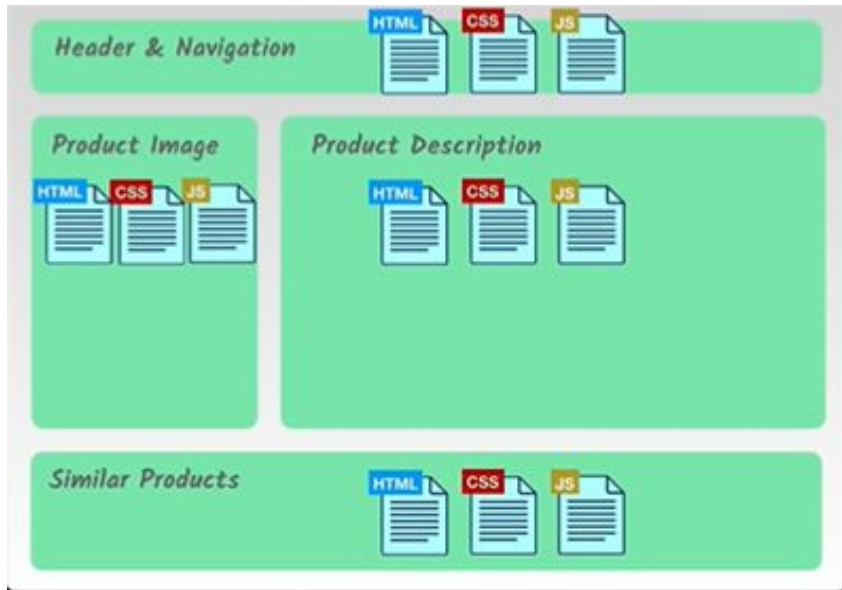 Header & Navigation
HTML CSS JS
Product Image
HTML CSS JS
Product Description
HTML CSS JS
Similar Products
HTML CSS JS